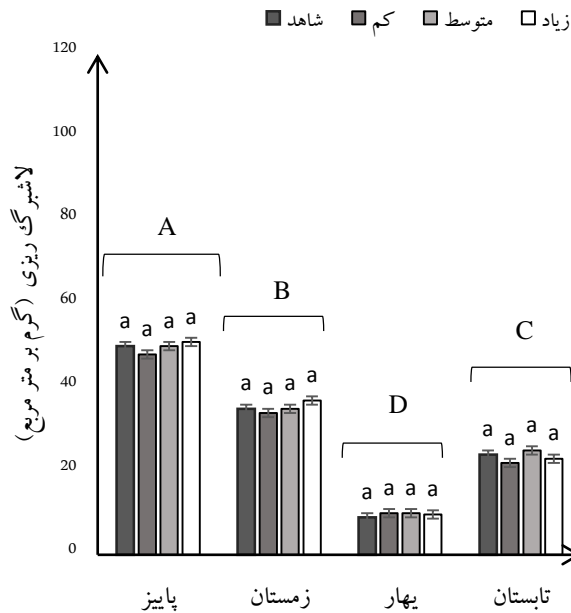 شاهد کم متوسط زیاد
120
100
80
60
40
20
0
لاشبرگ ریزی (گرم بر متر مربع)
A
B
C
D
a a a a
a a a a
a a a a
a a a a
پاییز زمستان یهار تابستان